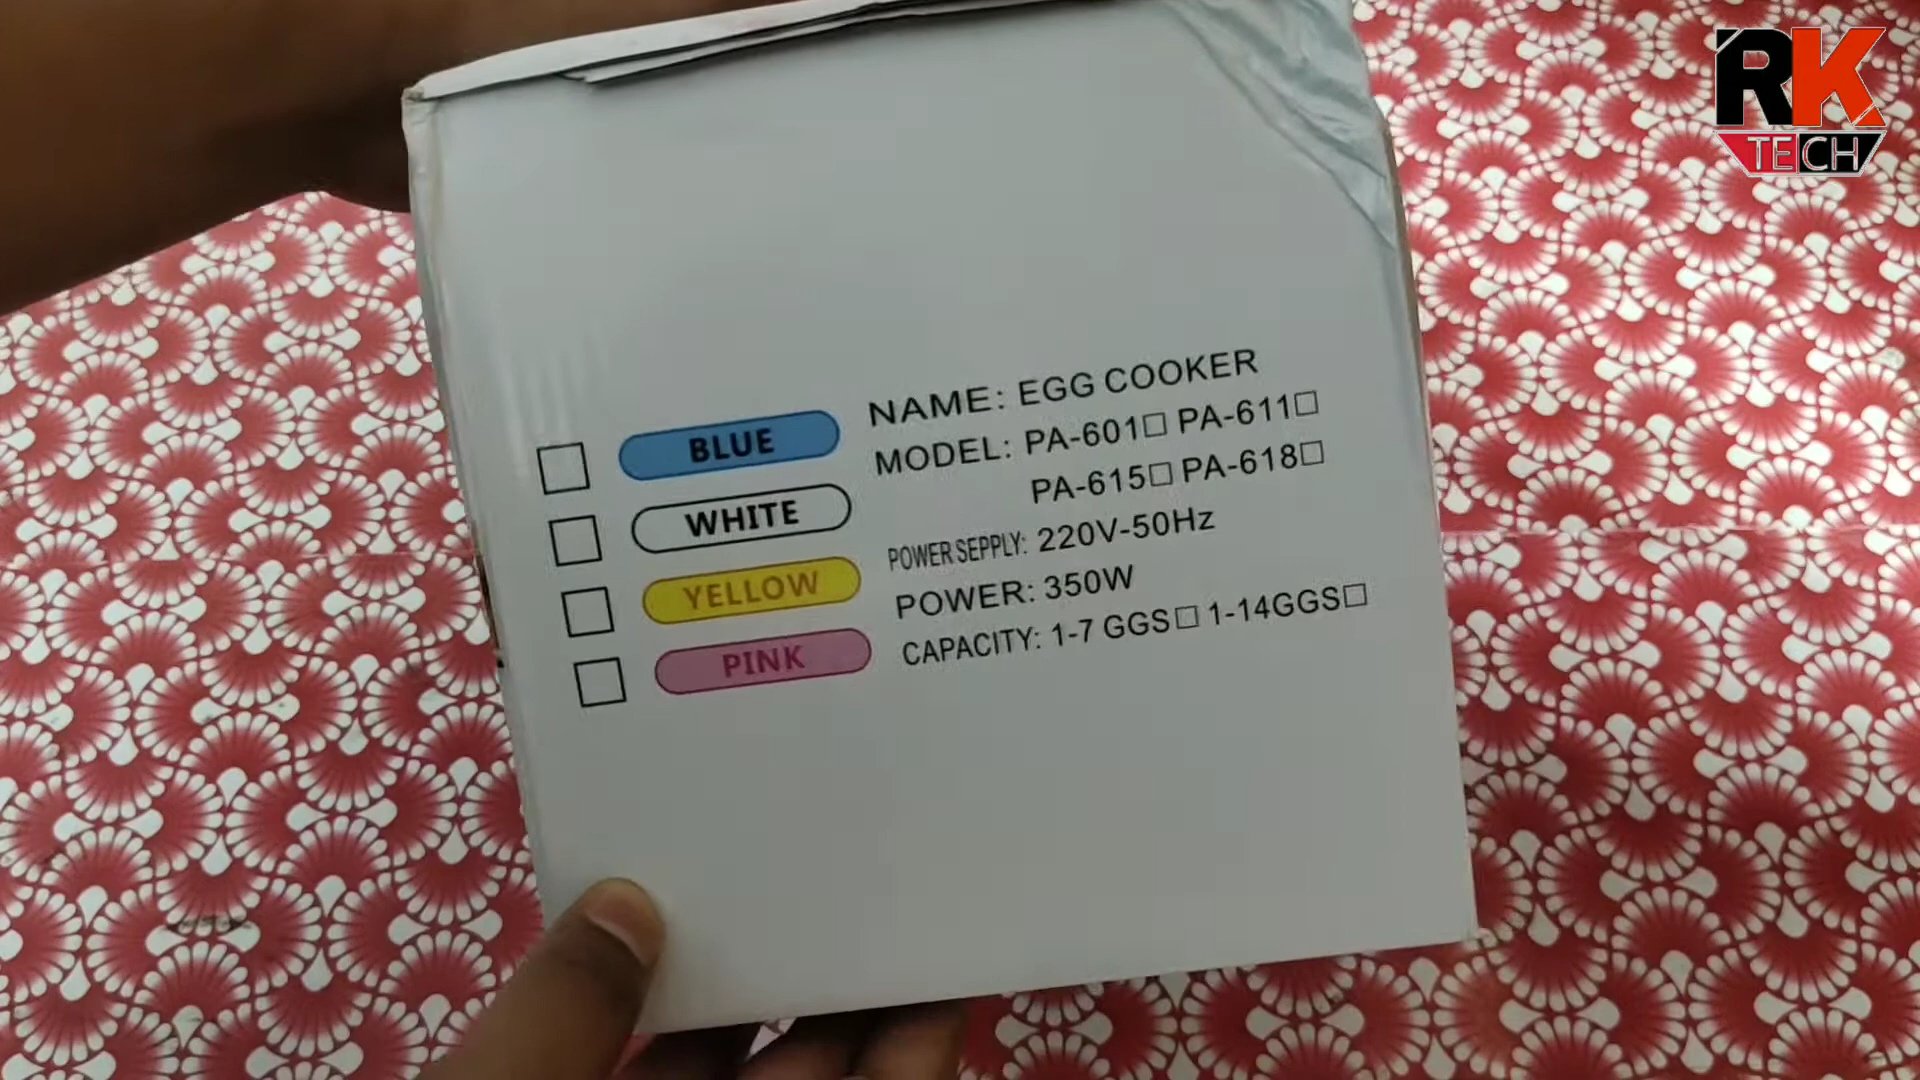 RK
TECH
NAME: EGG COOKER
MODEL: PA-601□ PA-611□
PA-615□ PA-618□
POWER SEPPLY: 220V-50Hz
POWER: 350W
CAPACITY: 1-7 GGS□ 1-14GGS□
□ BLUE
□ WHITE
□ YELLOW
□ PINK